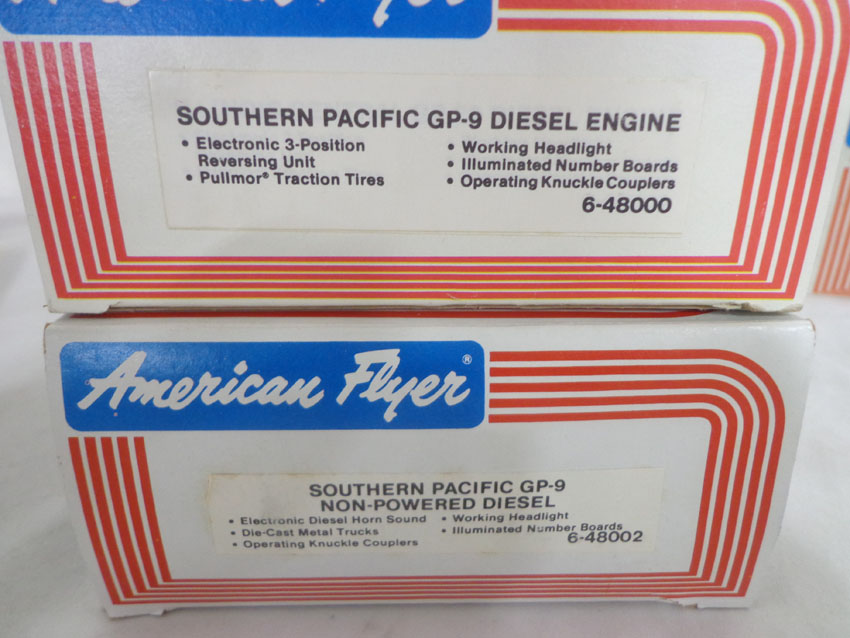 SOUTHERN PACIFIC GP-9 DIESEL ENGINE
• Electronic 3-Position
Reversing Unit
• Pullmor® Traction Tires
• Working Headlight
• Illuminated Number Boards
• Operating Knuckle Couplers
6-48000
American Flyer®
SOUTHERN PACIFIC GP-9
NON-POWERED DIESEL
• Electronic Diesel Horn Sound
• Die-Cast Metal Trucks
• Operating Knuckle Couplers
• Working Headlight
• Illuminated Number Boards
6-48002